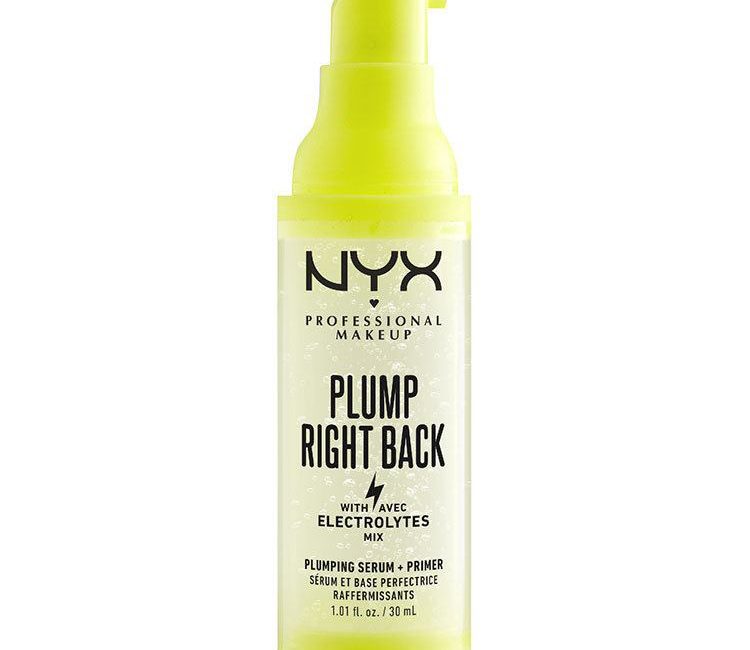 NYX
PROFESSIONAL
MAKEUP
PLUMP
RIGHT BACK
WITH AVEC
ELECTROLYTES
MIX
PLUMPING SERUM + PRIMER
SÉRUM ET BASE PERFECTRICE
RAFFERMISSANTS
1.01 fl. oz. / 30 mL